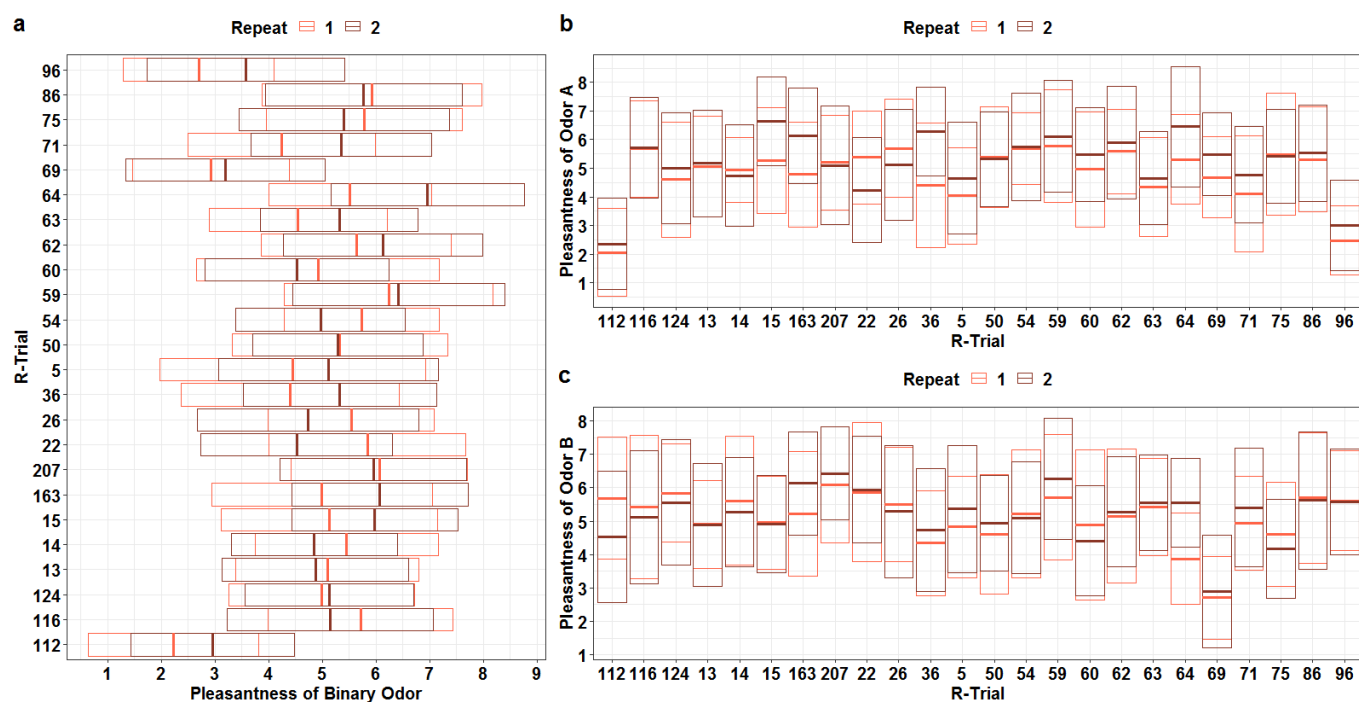 a
Repeat 1 2
R-Trial
96
86
75
71
69
64
63
62
60
59
54
50
5
36
26
22
207
163
15
14
13
124
116
112
1 2 3 4 5 6 7 8 9
Pleasantness of Binary Odor
b
Repeat 1 2
Pleasantness of Odor A
8
7
6
5
4
3
2
1
112 116 124 13 14 15 163 207 22 26 36 5 50 54 59 60 62 63 64 69 71 75 86 96
R-Trial
c
Repeat 1 2
Pleasantness of Odor B
8
7
6
5
4
3
2
1
112 116 124 13 14 15 163 207 22 26 36 5 50 54 59 60 62 63 64 69 71 75 86 96
R-Trial